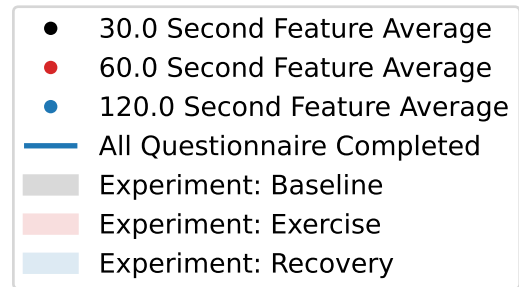 30.0 Second Feature Average
60.0 Second Feature Average
120.0 Second Feature Average
All Questionnaire Completed
Experiment: Baseline
Experiment: Exercise
Experiment: Recovery